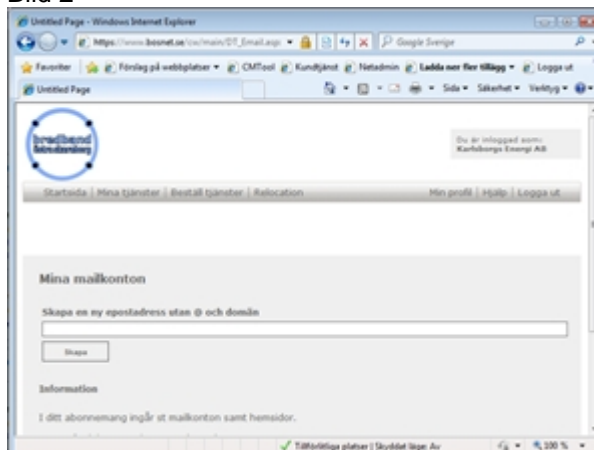 Bild 2
Untitled Page - Windows Internet Explorer
https://www.bosnet.se/ /main/DT_Email.asp
Google Sverige
Favoriter Förslag på webbplatser CMTool Kundtjänst Netadmin Ladda ner fler tillägg Logga ut
Untitled Page Sida Säkerhet Verktyg
bredband
Du är inloggad som:
Karlsborgs Energi AB
Startsida | Mina tjänster | Beställ tjänster | Relocation Min profil | Hjälp | Logga ut
Mina mailkonton
Skapa en ny epostadress utan @ och domän
Skapa
Information
I ditt abonnemang ingår st mailkonton samt hemsidor.
Tillförlitliga platser | Skyddat läge: Av 100 %